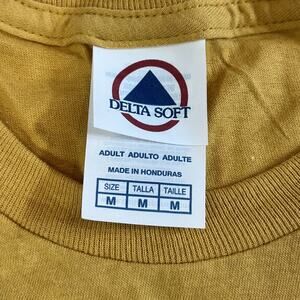 DELTA SOFT
ADULT ADULTO ADULTE
MADE IN HONDURAS
SIZE TALLA TAILLE
M M M